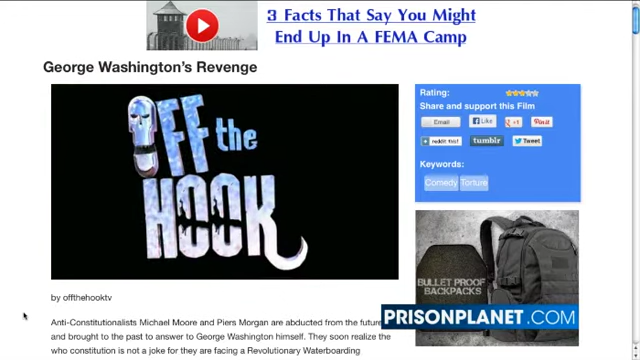 3 Facts That Say You Might
End Up In A FEMA Camp
George Washington's Revenge
OFF the
HOOK
Rating:
Share and support this Film
Email
Like
+1
Pin it
reddit this!
tumblr
Tweet
Keywords:
Comedy Torture
BULLET PROOF
BACKPACKS
PRISONPLANET.COM
by offthehooktv
Anti-Constitutionalists Michael Moore and Piers Morgan are abducted from the future
and brought to the past to answer to George Washington himself. They soon realize the
who constitution is not a joke for they are facing a Revolutionary Waterboarding